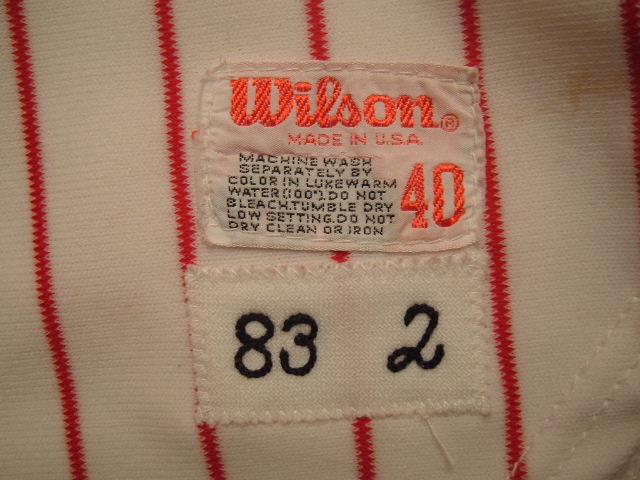 Wilson®
MADE IN U.S.A.
MACHINE WASH
SEPARATELY BY
COLOR IN LUKEWARM
WATER(100°). DO NOT
BLEACH.TUMBLE DRY
LOW SETTING.DO NOT
DRY CLEAN OR IRON
40
83 2